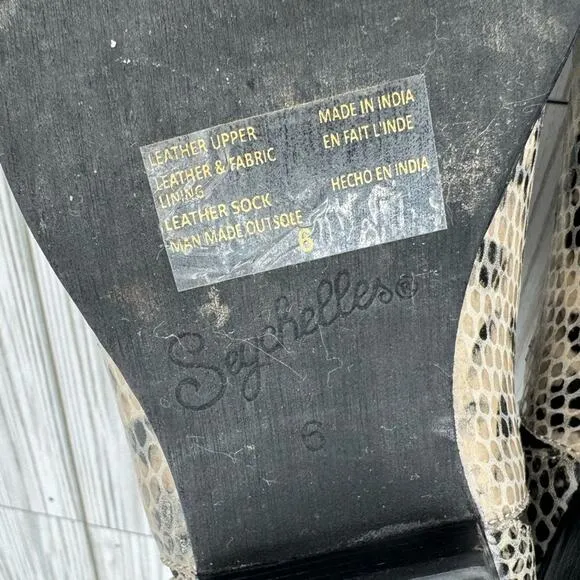 LEATHER UPPER
LEATHER & FABRIC
LINING
LEATHER SOCK
MAN MADE OUTSOLE
MADE IN INDIA
EN FAIT L'INDE
HECHO EN INDIA
6
Seychelles®
6